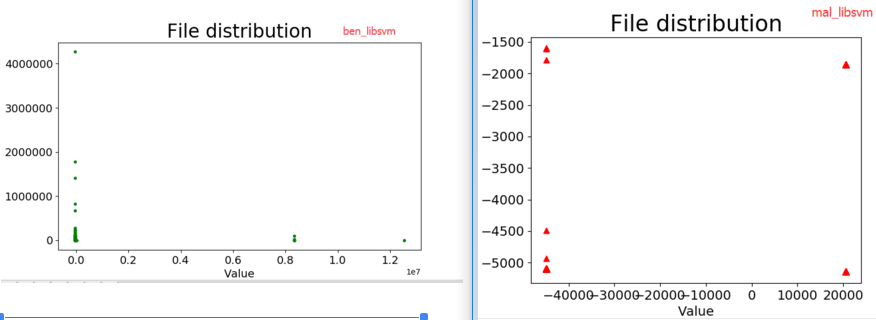 File distribution
ben_libsvm
4000000
3000000
2000000
1000000
0
0.0 0.2 0.4 0.6 0.8 1.0 1.2
1e7
Value
mal_libsvm
File distribution
−1500
−2000
−2500
−3000
−3500
−4000
−4500
−5000
−40000 −30000 −20000 −10000 0 10000 20000
Value